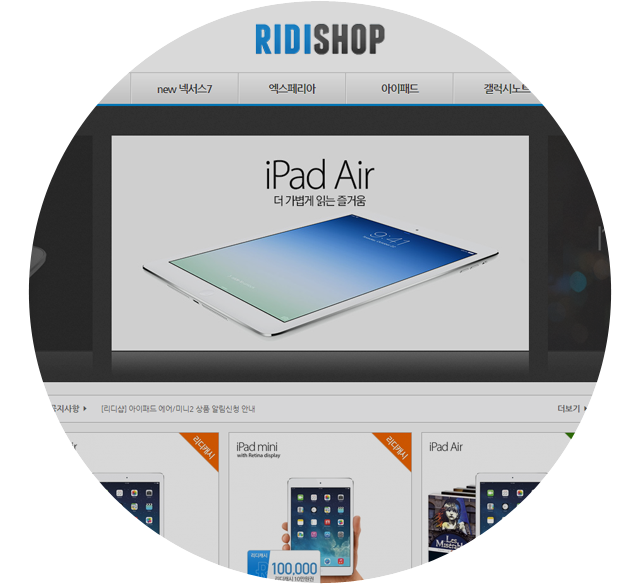 RIDISHOP
new 넥서스7 엑스페리아 아이패드 갤럭시노트
iPad Air
더 가볍게 읽는 즐거움
9:41
공지사항 [리디샵] 아이패드 에어/미니2 상품 알림신청 안내 더보기
리디캐시
iPad mini
with Retina display
리디캐시
iPad Air
Les Misérables
리디캐시
100,000
리디캐시 10만원권